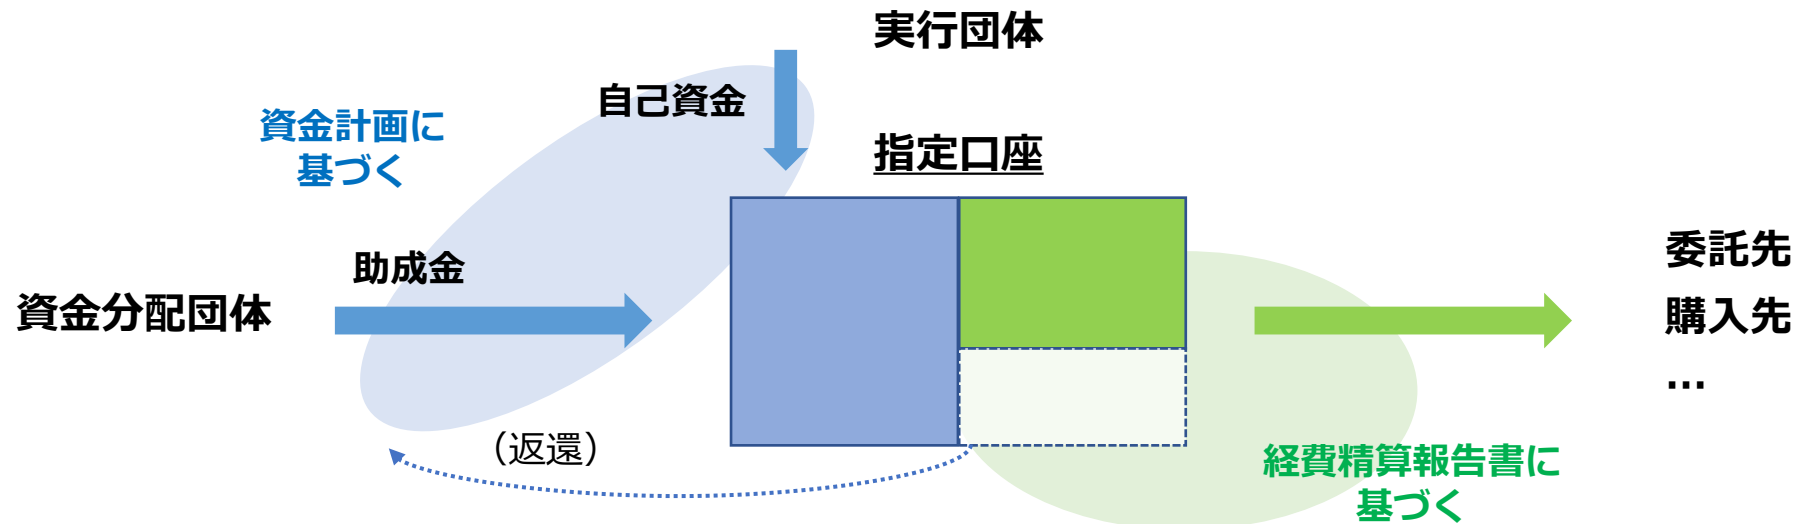 実行団体
自己資金
資金計画に
基づく
指定口座
助成金
資金分配団体
委託先
購入先
...
（返還）
経費精算報告書に
基づく